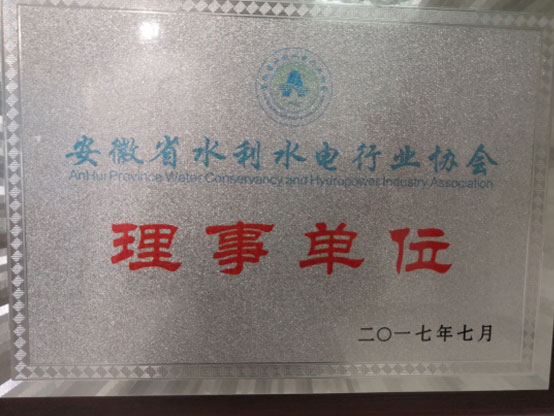 安徽省水利水电行业协会
AnHui Province Water Conservancy and Hydropower Industry Association
理事单位
二〇一七年七月